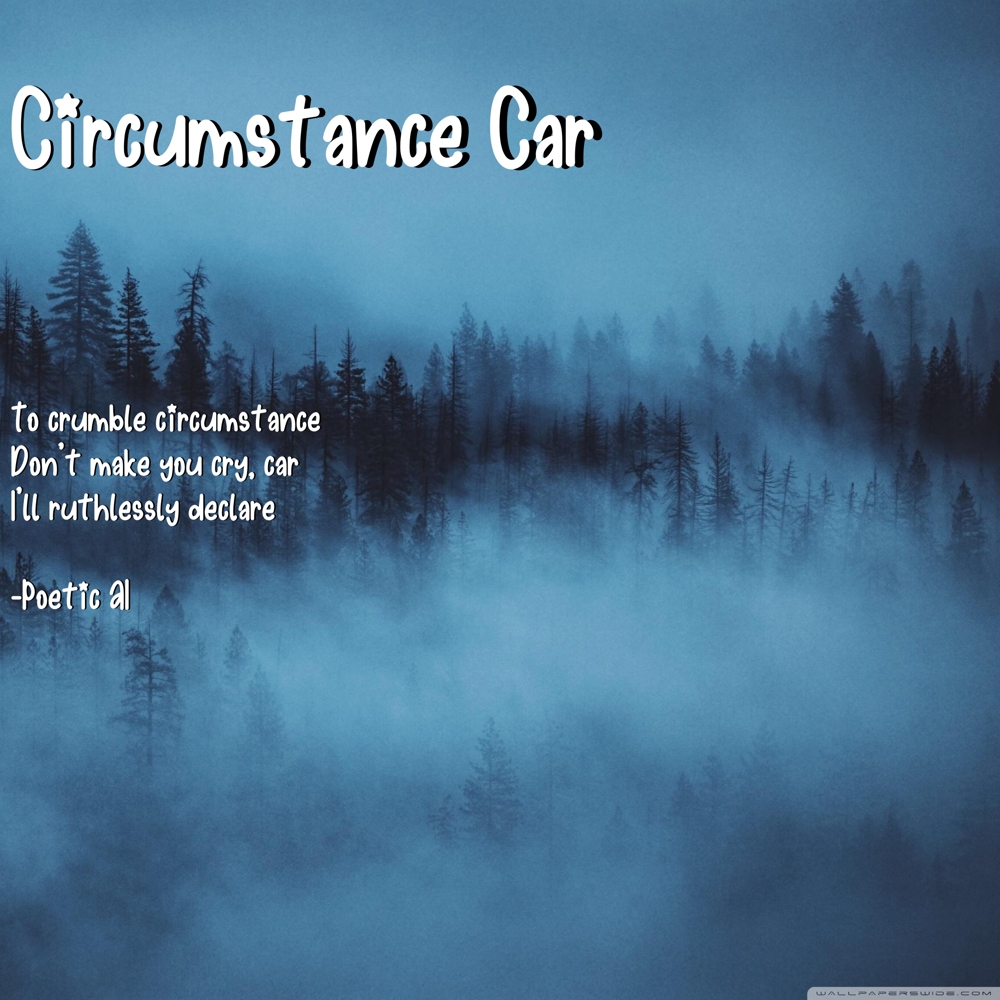 Circumstance Car
To crumble circumstance
Don't make you cry, car
I'll ruthlessly declare
-Poetic Al
WALLPAPERSWIDE.COM